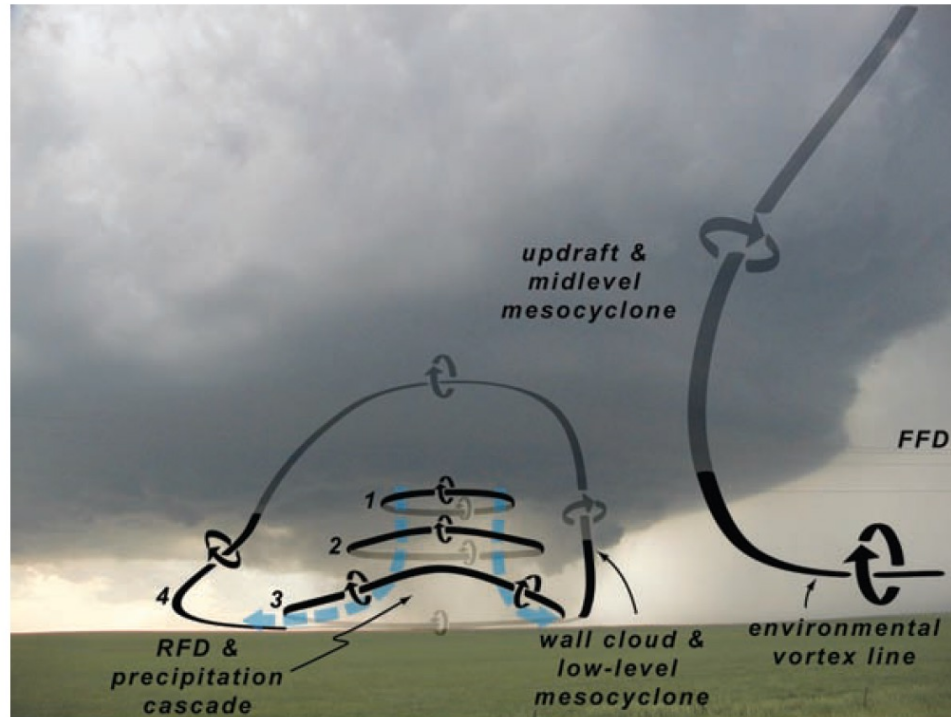 updraft &
midlevel
mesocyclone
FFD
1
2
3
4
RFD &
precipitation
cascade
wall cloud &
low-level
mesocyclone
environmental
vortex line